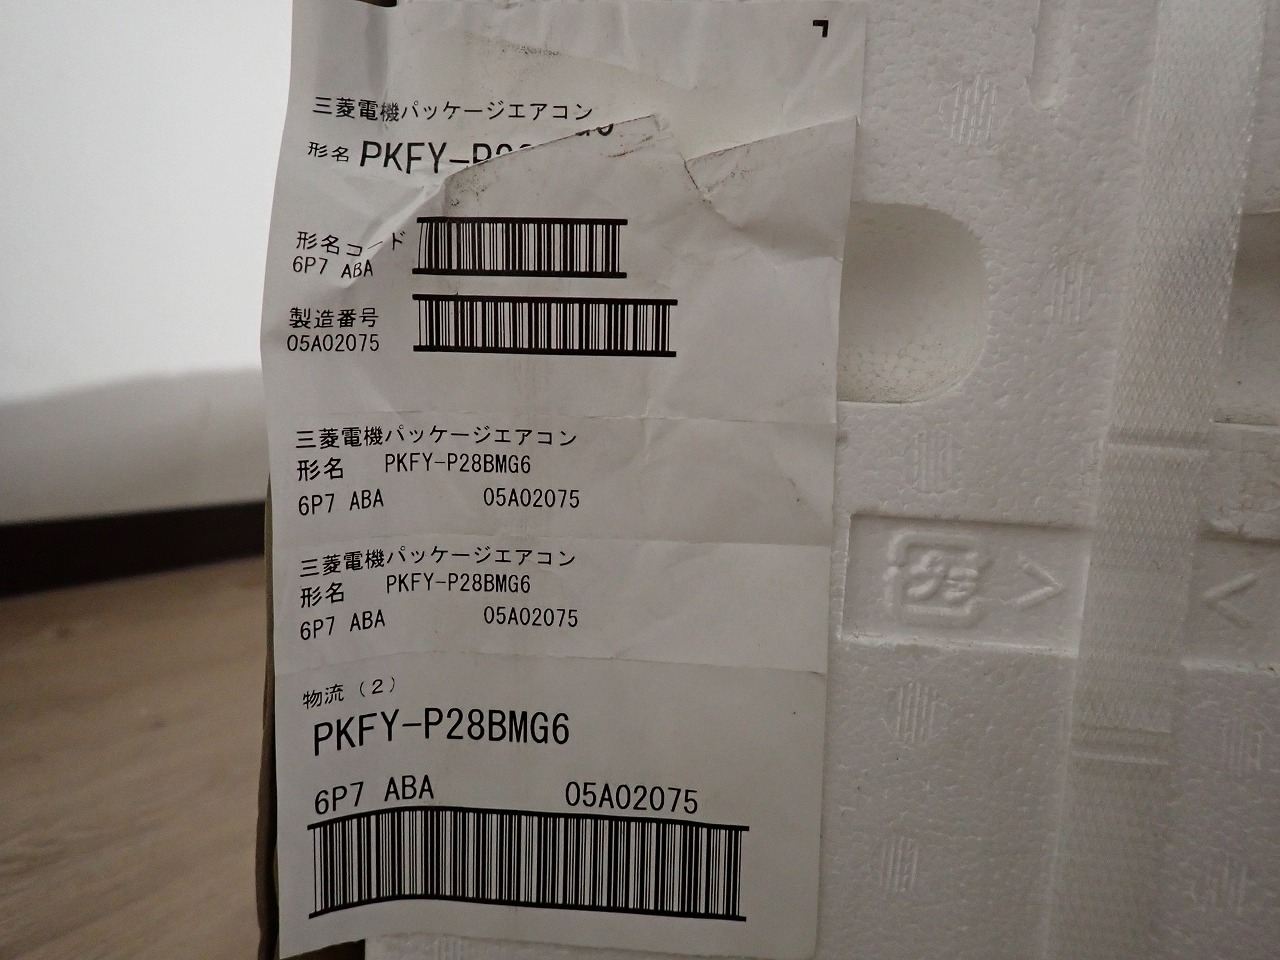 三菱電機パッケージエアコン
形名 PKFY-P
形名コード
6P7 ABA
製造番号
05A02075
三菱電機パッケージエアコン
形名 PKFY-P28BMG6
6P7 ABA 05A02075
三菱電機パッケージエアコン
形名 PKFY-P28BMG6
6P7 ABA 05A02075
物流(2)
PKFY-P28BMG6
6P7 ABA 05A02075
プラ